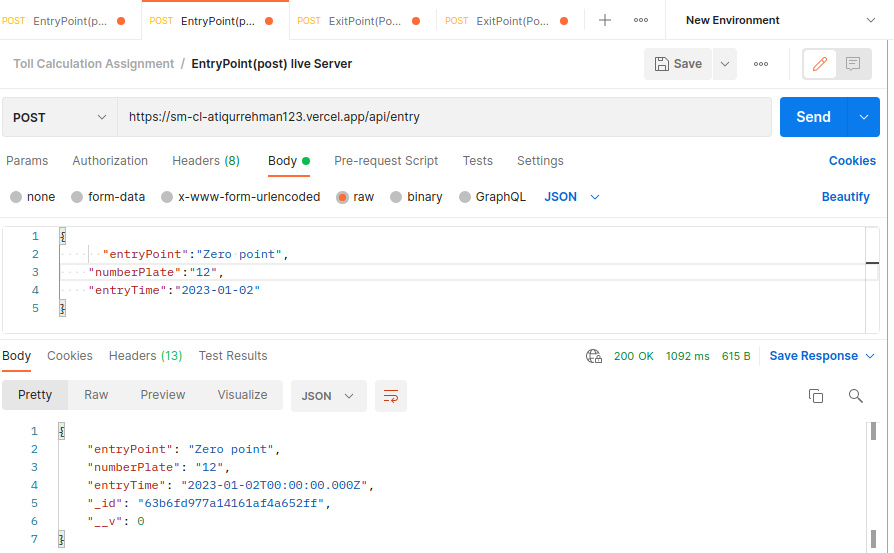 POST EntryPoint(p... POST EntryPoint(p... POST ExitPoint(Po... POST ExitPoint(Po... + ooo New Environment
Toll Calculation Assignment / EntryPoint(post) live Server Save ooo
POST https://sm-cl-atiqurrehman123.vercel.app/api/entry Send
Params Authorization Headers (8) Body Pre-request Script Tests Settings Cookies
none form-data x-www-form-urlencoded raw binary GraphQL JSON Beautify
1 {
2 "entryPoint":"Zero point",
3 "numberPlate":"12",
4 "entryTime":"2023-01-02"
5 }
Body Cookies Headers (13) Test Results 200 OK 1092 ms 615 B Save Response
Pretty Raw Preview Visualize JSON
1 {
2 "entryPoint": "Zero point",
3 "numberPlate": "12",
4 "entryTime": "2023-01-02T00:00:00.000Z",
5 "_id": "63b6fd977a14161af4a652ff",
6 "__v": 0
7 }